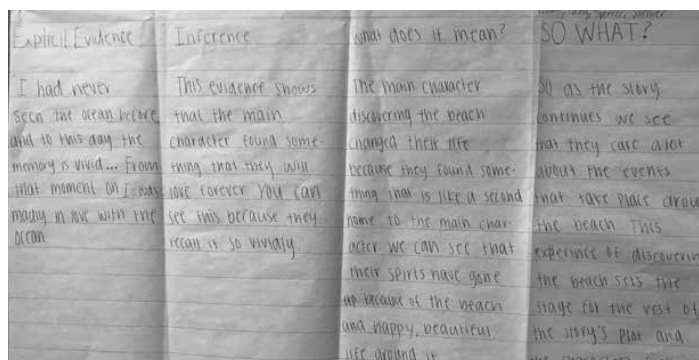 Explicit Evidence
I had never
seen the ocean before
and to this day the
memory is vivid... From
that moment on I was
madly in love with the
ocean
Inference
This evidence shows
that the main
character found some-
thing that they will
love forever You can
see this because they
recall it so vividly
What does it mean?
The main character
discovering the beach
changed their life
because they found some-
thing that is like a second
home to the main char-
acter we can see that
their spirits have gone
up because of the beach
and happy, beautiful
life around it
SO WHAT?
SO as the story
continues we see
that they care alot
about the events
that take place arou
the beach This
experince of discoverin
the beach sets the
stage for the rest of
the story's plot and